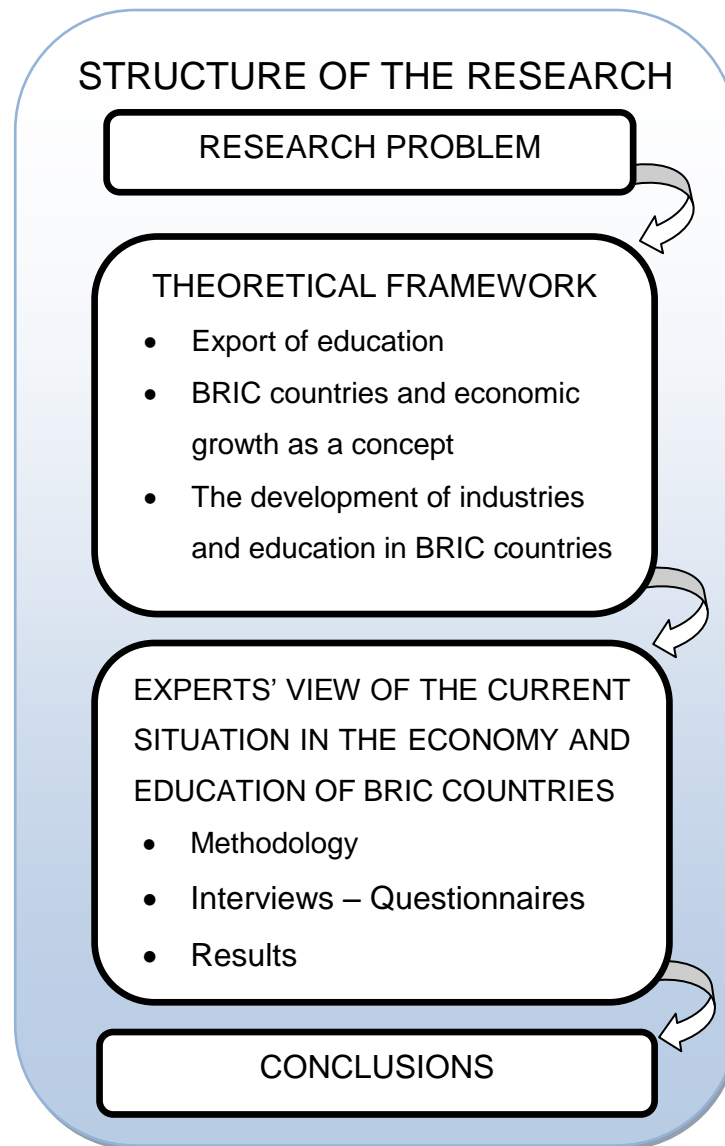 STRUCTURE OF THE RESEARCH
RESEARCH PROBLEM
THEORETICAL FRAMEWORK
• Export of education
• BRIC countries and economic
growth as a concept
• The development of industries
and education in BRIC countries
EXPERTS’ VIEW OF THE CURRENT
SITUATION IN THE ECONOMY AND
EDUCATION OF BRIC COUNTRIES
• Methodology
• Interviews – Questionnaires
• Results
CONCLUSIONS